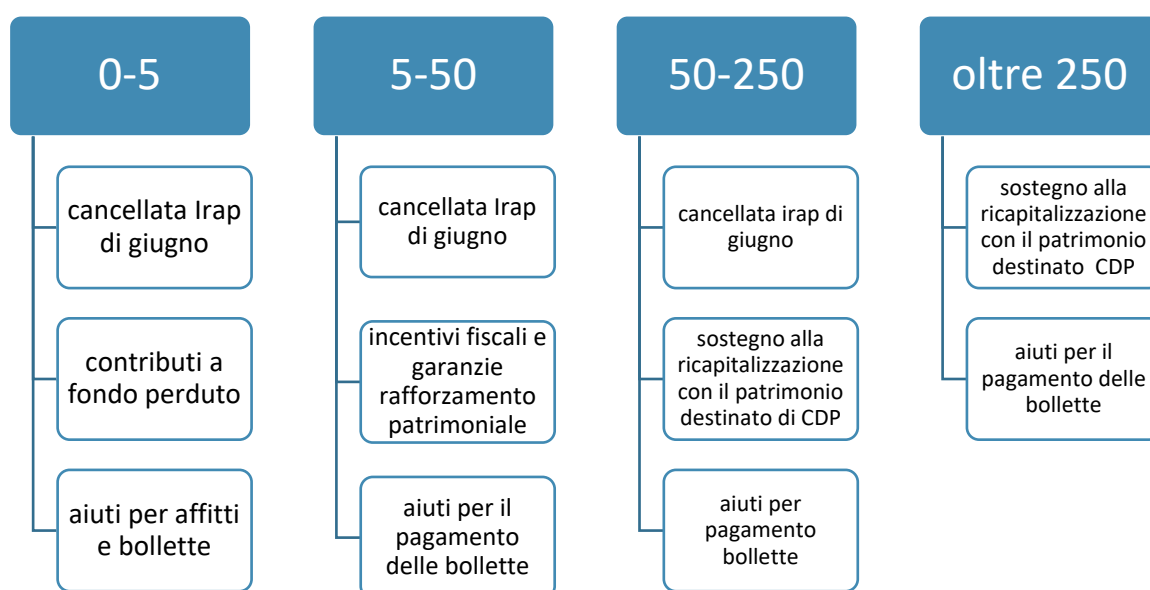 0-5
cancellata Irap
di giugno
contributi a
fondo perduto
aiuti per affitti
e bollette
5-50
cancellata Irap
di giugno
incentivi fiscali e
garanzie
rafforzamento
patrimoniale
aiuti per il
pagamento
delle bollette
50-250
cancellata irap di
giugno
sostegno alla
ricapitalizzazione
con il patrimonio
destinato di CDP
aiuti per
pagamento
bollette
oltre 250
sostegno alla
ricapitalizzazione
con il patrimonio
destinato CDP
aiuti per il
pagamento delle
bollette